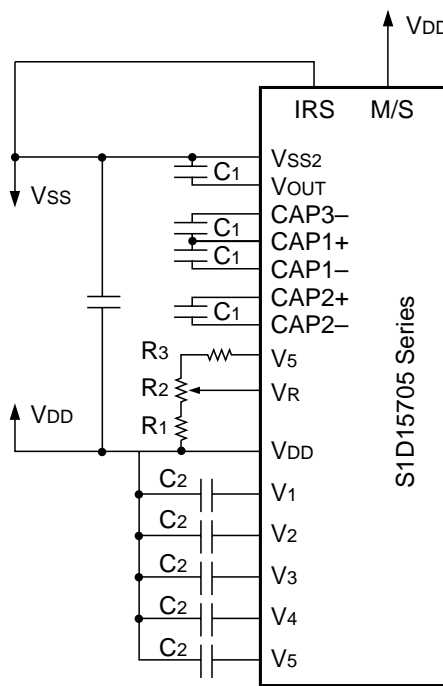 VDD
IRS M/S
VSS2
C1
VOUT
VSS
CAP3–
C1
CAP1+
CAP1–
C1
CAP2+
C1
CAP2–
R3
V5
R2
VR
VDD
R1
VDD
C2
V1
C2
V2
C2
V3
C2
V4
C2
V5
S1D15705 Series